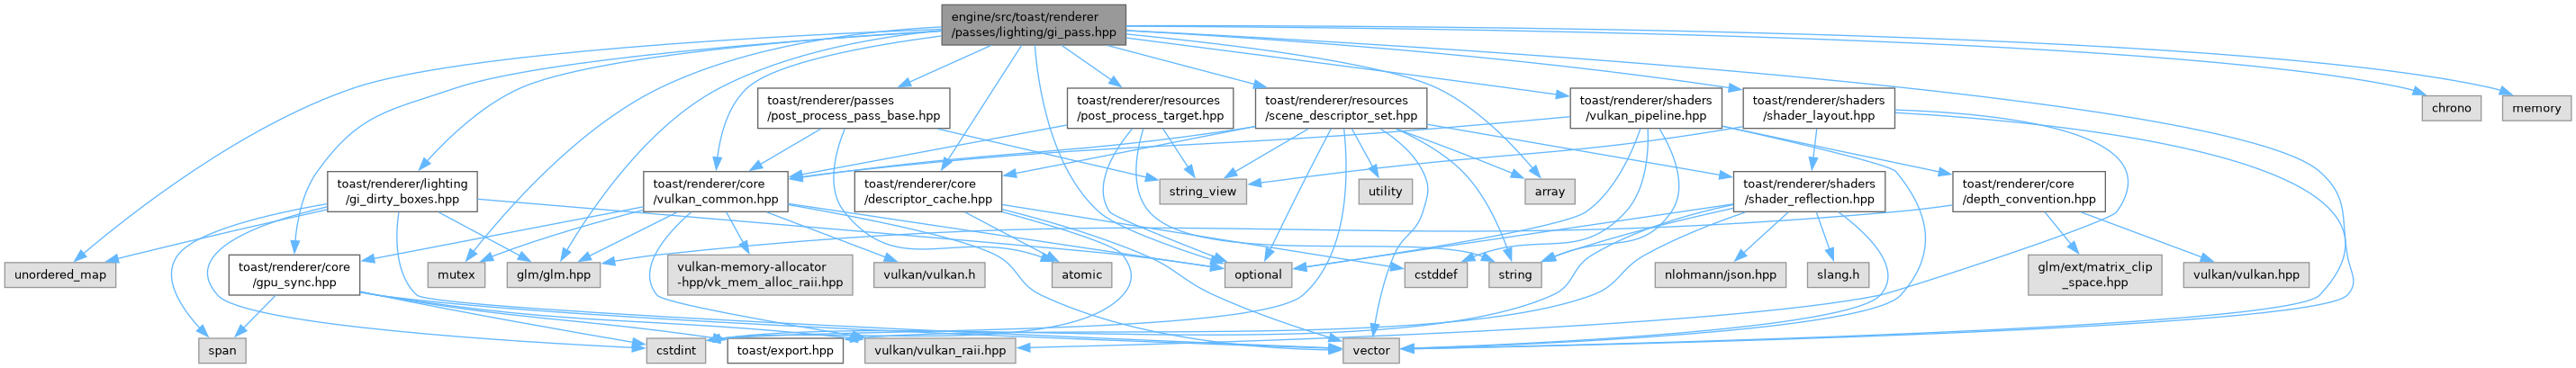 engine/src/toast/renderer
/passes/lighting/gi_pass.hpp
chrono
memory
toast/renderer/passes
/post_process_pass_base.hpp
toast/renderer/resources
/post_process_target.hpp
toast/renderer/resources
/scene_descriptor_set.hpp
toast/renderer/shaders
/vulkan_pipeline.hpp
toast/renderer/shaders
/shader_layout.hpp
toast/renderer/lighting
/gi_dirty_boxes.hpp
toast/renderer/core
/vulkan_common.hpp
toast/renderer/core
/descriptor_cache.hpp
string_view
utility
array
toast/renderer/shaders
/shader_reflection.hpp
toast/renderer/core
/depth_convention.hpp
unordered_map
toast/renderer/core
/gpu_sync.hpp
mutex
glm/glm.hpp
vulkan-memory-allocator
-hpp/vk_mem_alloc_raii.hpp
vulkan/vulkan.h
atomic
optional
cstddef
string
nlohmann/json.hpp
slang.h
glm/ext/matrix_clip
_space.hpp
vulkan/vulkan.hpp
span
cstdint
toast/export.hpp
vulkan/vulkan_raii.hpp
vector